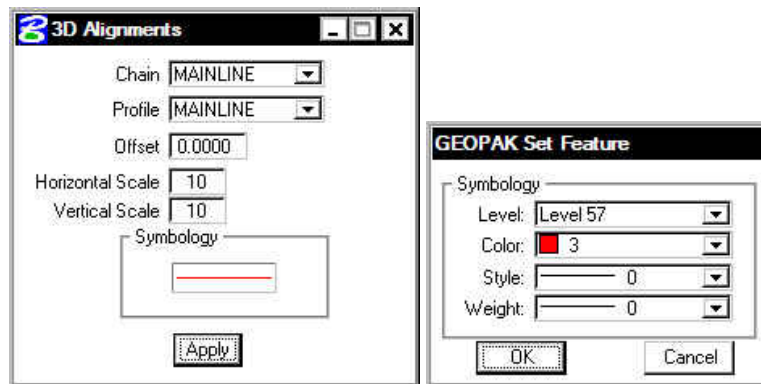 3D Alignments
Chain MAINLINE
Profile MAINLINE
Offset 0.0000
Horizontal Scale 10
Vertical Scale 10
Symbology
Apply
GEOPAK Set Feature
Symbology
Level: Level 57
Color: 3
Style: 0
Weight: 0
OK Cancel